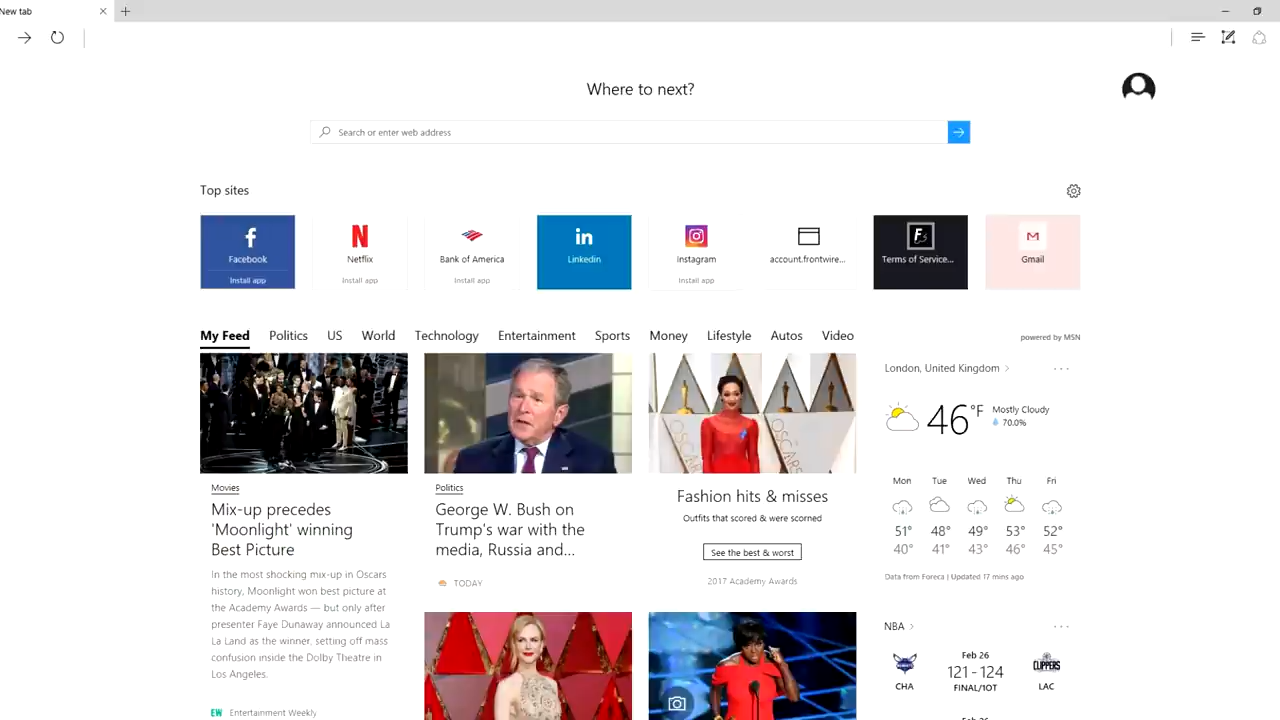 New tab
Where to next?
Search or enter web address
Top sites
Facebook
Install app
Netflix
Install app
Bank of America
Install app
Linkedin
Instagram
Install app
account.frontwire...
Terms of Service...
Gmail
My Feed Politics US World Technology Entertainment Sports Money Lifestyle Autos Video
powered by MSN
Movies
Mix-up precedes
'Moonlight' winning
Best Picture
In the most shocking mix-up in Oscars
history, Moonlight won best picture at
the Academy Awards — but only after
presenter Faye Dunaway announced La
La Land as the winner, setting off mass
confusion inside the Dolby Theatre in
Los Angeles.
EW Entertainment Weekly
Politics
George W. Bush on
Trump's war with the
media, Russia and...
TODAY
OSCARS
OSCARS
Fashion hits & misses
Outfits that scored & were scorned
See the best & worst
2017 Academy Awards
London, United Kingdom
46°F
Mostly Cloudy
70.0%
Mon Tue Wed Thu Fri
51° 48° 49° 53° 52°
40° 41° 43° 46° 45°
Data from Foreca | Updated 17 mins ago
NBA
Feb 26
121 - 124
FINAL/1OT
CHA
CLIPPERS
LAC
Feb 26